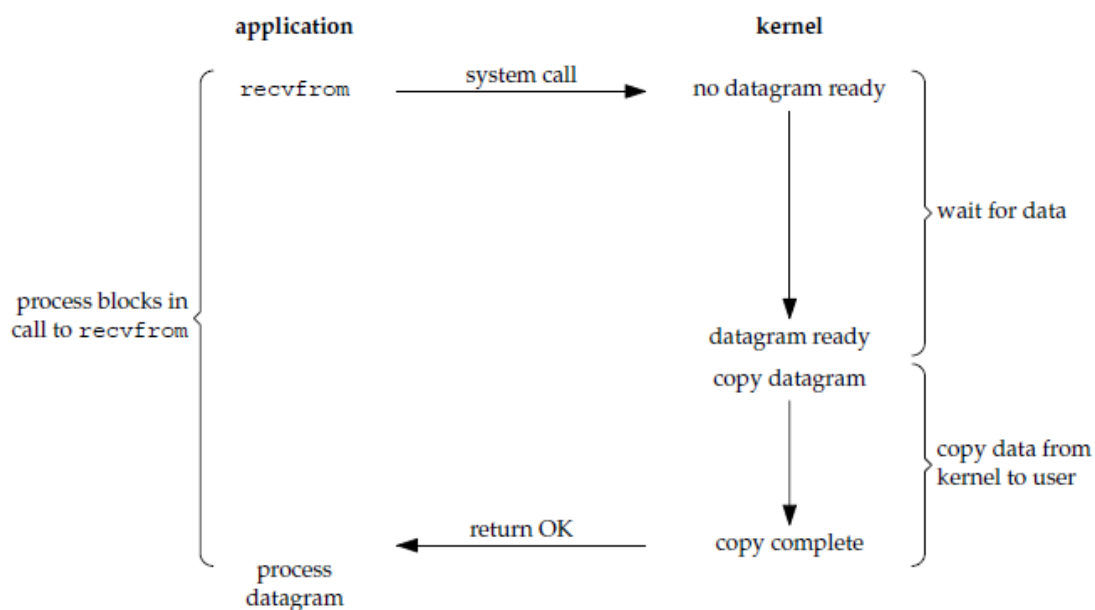 application
kernel
recvfrom
system call
no datagram ready
wait for data
process blocks in
call to recvfrom
datagram ready
copy datagram
copy data from
kernel to user
return OK
copy complete
process
datagram